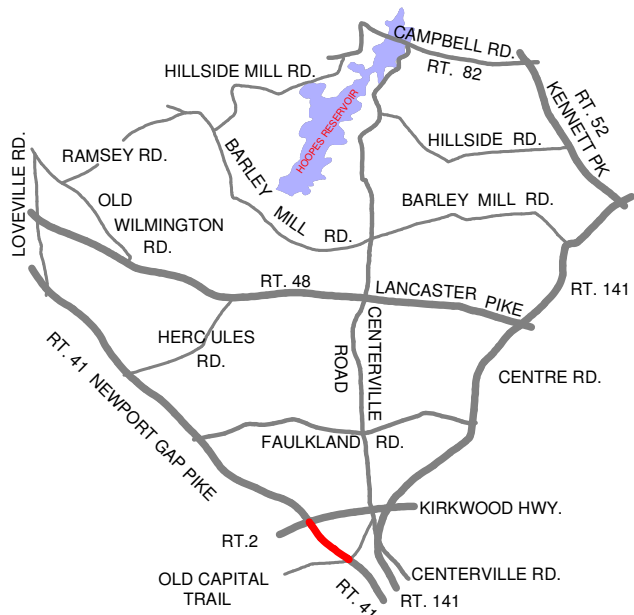 CAMPBELL RD.
RT. 82
HILLSIDE MILL RD.
HOOPES RESERVOIR
RT. 52
KENNETT PK
HILLSIDE RD.
RAMSEY RD.
LOVEVILLE RD.
OLD
WILMINGTON
RD.
BARLEY
MILL
RD.
BARLEY MILL RD.
RT. 48
LANCASTER PIKE
RT. 141
HERCULES
RD.
CENTERVILLE
ROAD
CENTRE RD.
RT. 41 NEWPORT GAP PIKE
FAULKLAND RD.
KIRKWOOD HWY.
RT.2
OLD CAPITAL
TRAIL
RT. 41
CENTERVILLE RD.
RT. 141